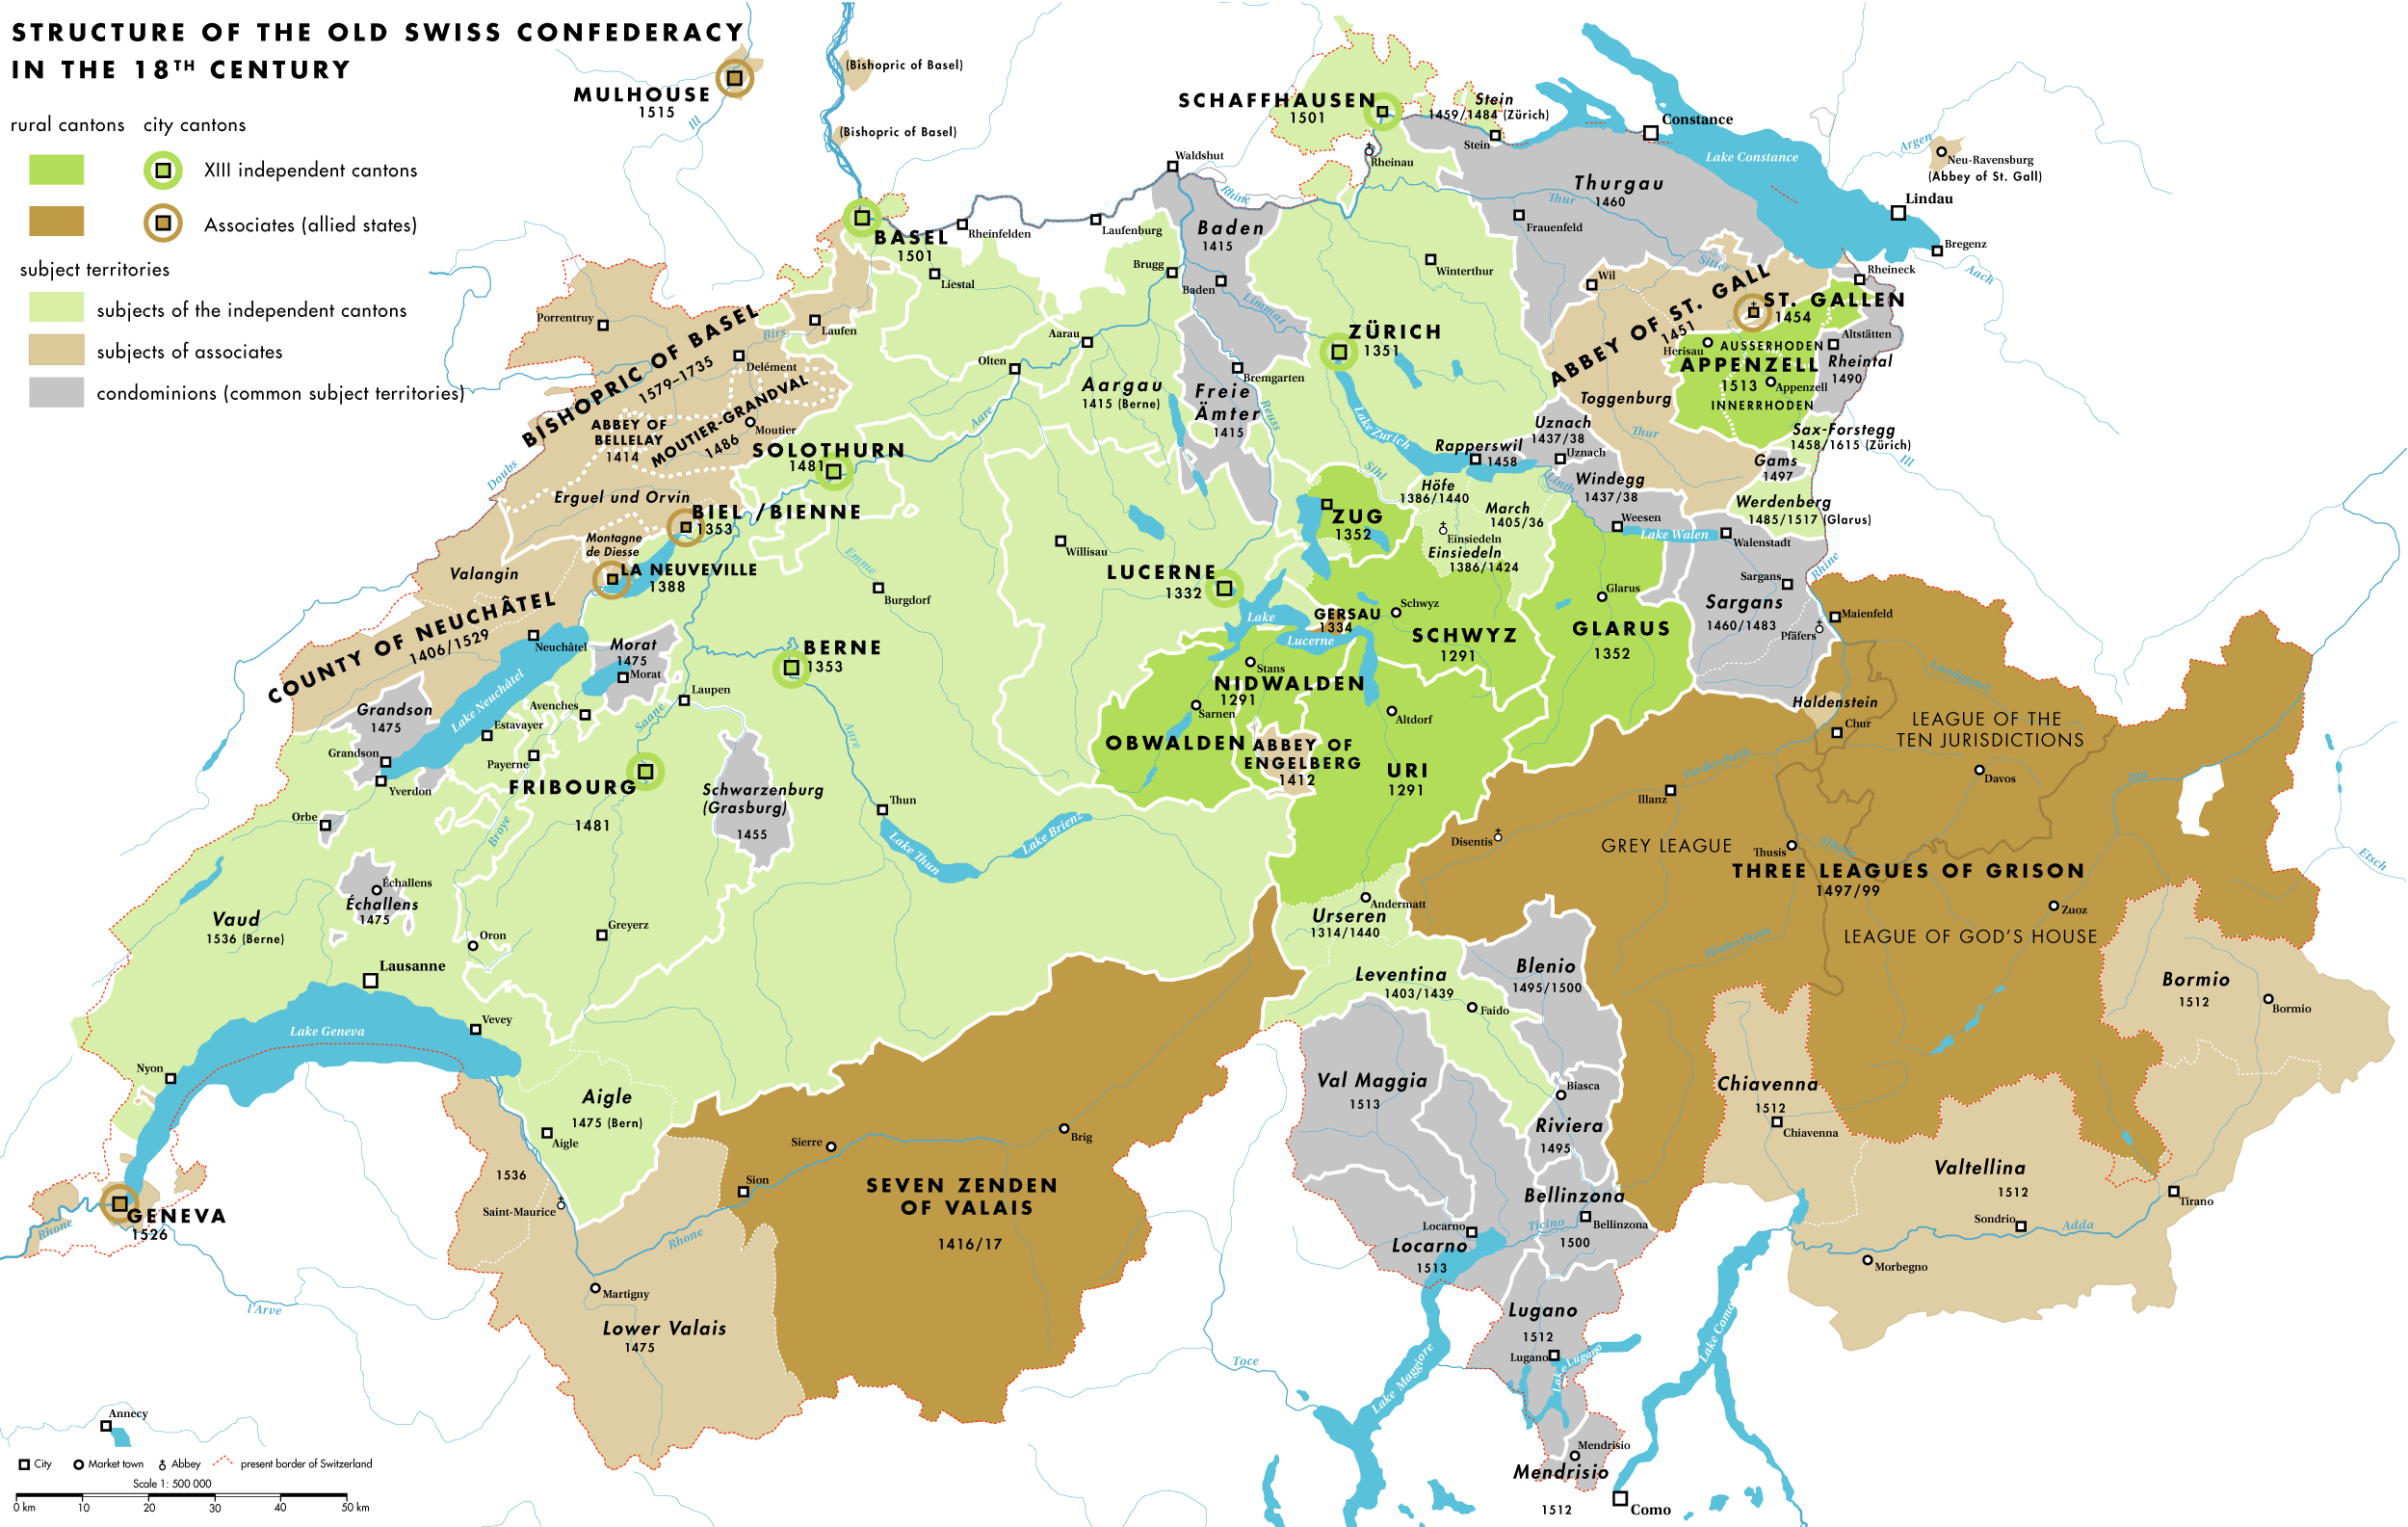 STRUCTURE OF THE OLD SWISS CONFEDERACY
IN THE 18TH CENTURY
rural cantons city cantons
XIII independent cantons
Associates (allied states)
subject territories
subjects of the independent cantons
subjects of associates
condominions (common subject territories)
MULHOUSE
1515
Ill
(Bishopric of Basel)
(Bishopric of Basel)
SCHAFFHAUSEN
1501
Stein
1459/1484 (Zürich)
Stein
Rheinau
Constance
Lake Constance
Argen
Neu-Ravensburg
(Abbey of St. Gall)
Lindau
Bregenz
Aach
Waldshut
Rhine
Thurgau
1460
Thur
Frauenfeld
BASEL
1501
Rheinfelden
Laufenburg
Baden
1415
Brugg
Baden
Limmat
Liestal
Winterthur
Wil
Sitter
Rheineck
ABBEY OF ST. GALL
1451
ST. GALLEN
1454
Altstätten
Rheintal
1490
Herisau
AUSSERHODEN
APPENZELL
1513
Appenzell
INNERRHODEN
Toggenburg
Thur
Sax-Forstegg
1458/1615 (Zürich)
Ill
Gams
1497
Werdenberg
1485/1517 (Glarus)
Porrentruy
BISHOPRIC OF BASEL
1579–1735
Birs
Laufen
Delémont
ABBEY OF
BELLELAY
1414
MOUTIER-GRANDVAL
1486
Moutier
Doubs
Erguel und Orvin
SOLOTHURN
1481
Olten
Aarau
Aare
Aargau
1415 (Berne)
Freie
Ämter
1415
Bremgarten
Reuss
ZÜRICH
1351
Lake Zurich
Sihl
Rapperswil
1458
Uznach
1437/38
Uznach
Linth
Windegg
1437/38
Weesen
Lake Walen
Walenstadt
Höfe
1386/1440
March
1405/36
Einsiedeln
Einsiedeln
1386/1424
ZUG
1352
BIEL / BIENNE
1353
Montagne
de Diesse
LA NEUVEVILLE
1388
Valangin
COUNTY OF NEUCHÂTEL
1406/1529
Neuchâtel
Lake Neuchâtel
Emme
Burgdorf
Willisau
LUCERNE
1332
Lake
Lucerne
GERSAU
1334
Schwyz
SCHWYZ
1291
Glarus
GLARUS
1352
Sargans
Sargans
1460/1483
Pfäfers
Rhine
Maienfeld
Landquart
Haldenstein
Chur
Morat
1475
Morat
BERNE
1353
Laupen
Saane
Aare
Avenches
Estavayer
Payerne
Grandson
1475
Grandson
Yverdon
Orbe
Broye
FRIBOURG
1481
Schwarzenburg
(Grasburg)
1455
Thun
Lake Thun
Lake Brienz
Stans
NIDWALDEN
1291
Sarnen
OBWALDEN
ABBEY OF
ENGELBERG
1412
Altdorf
URI
1291
LEAGUE OF THE
TEN JURISDICTIONS
Davos
Vorderrhein
Illanz
Disentis
GREY LEAGUE
Thusis
Albula
THREE LEAGUES OF GRISON
1497/99
Inn
Etsch
Zuoz
LEAGUE OF GOD'S HOUSE
Hinterrhein
Échallens
Échallens
1475
Vaud
1536 (Berne)
Lausanne
Oron
Greyerz
Vevey
Lake Geneva
Nyon
Andermatt
Urseren
1314/1440
Leventina
1403/1439
Faido
Blenio
1495/1500
Bormio
1512
Bormio
Val Maggia
1513
Biasca
Riviera
1495
Chiavenna
1512
Chiavenna
Valtellina
1512
Sondrio
Adda
Tirano
Morbegno
Aigle
1475 (Bern)
Aigle
1536
Saint-Maurice
Rhone
GENEVA
1526
l'Arve
Sierre
Brig
Sion
SEVEN ZENDEN
OF VALAIS
1416/17
Rhone
Martigny
Lower Valais
1475
Bellinzona
Ticino
Bellinzona
1500
Locarno
Locarno
1513
Lugano
1512
Lugano
Lake Lugano
Lake Maggiore
Lake Como
Toce
Mendrisio
Mendrisio
1512
Como
Annecy
City Market town Abbey present border of Switzerland
Scale 1: 500 000
0 km 10 20 30 40 50 km